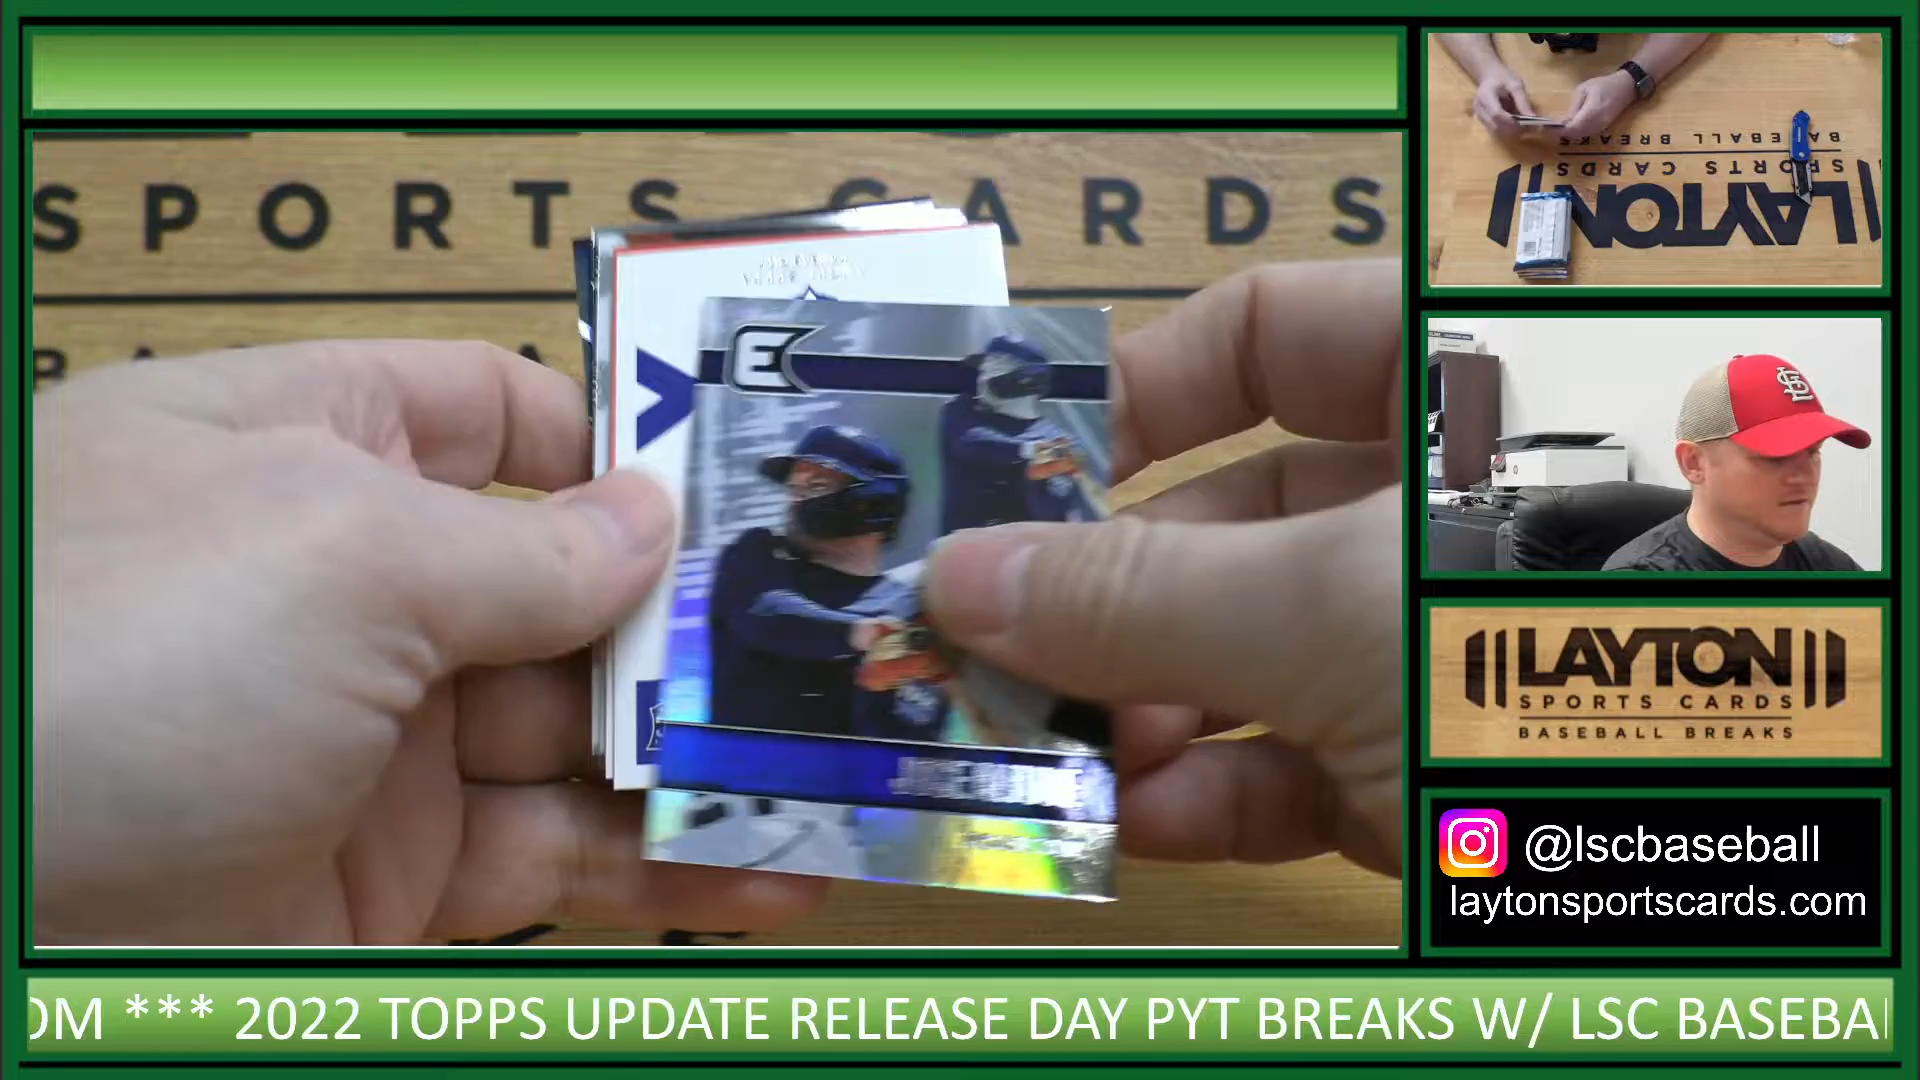 SPORTS CARDS
E
BASEBALL BREAKS
SPORTS CARDS
LAYTON
LAYTON
SPORTS CARDS
BASEBALL BREAKS
@lscbaseball
laytonsportscards.com
OM *** 2022 TOPPS UPDATE RELEASE DAY PYT BREAKS W/ LSC BASEBA